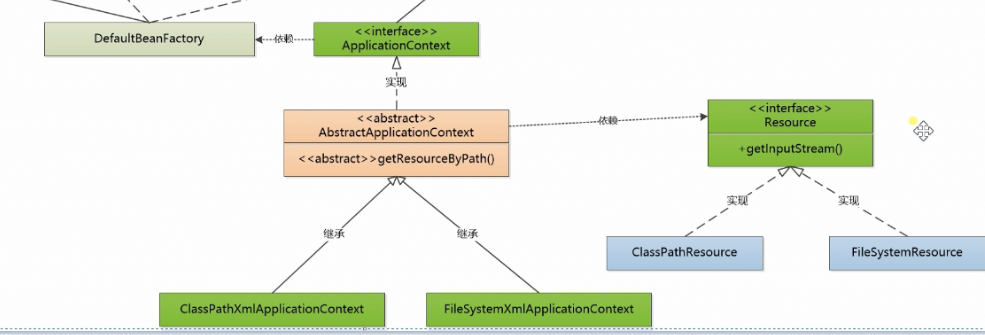 DefaultBeanFactory
依赖
<<interface>>
ApplicationContext
实现
<<abstract>>
AbstractApplicationContext
<<abstract>>getResourceByPath()
依赖
<<interface>>
Resource
+getInputStream()
实现
实现
继承
继承
ClassPathResource
FileSystemResource
ClassPathXmlApplicationContext
FileSystemXmlApplicationContext